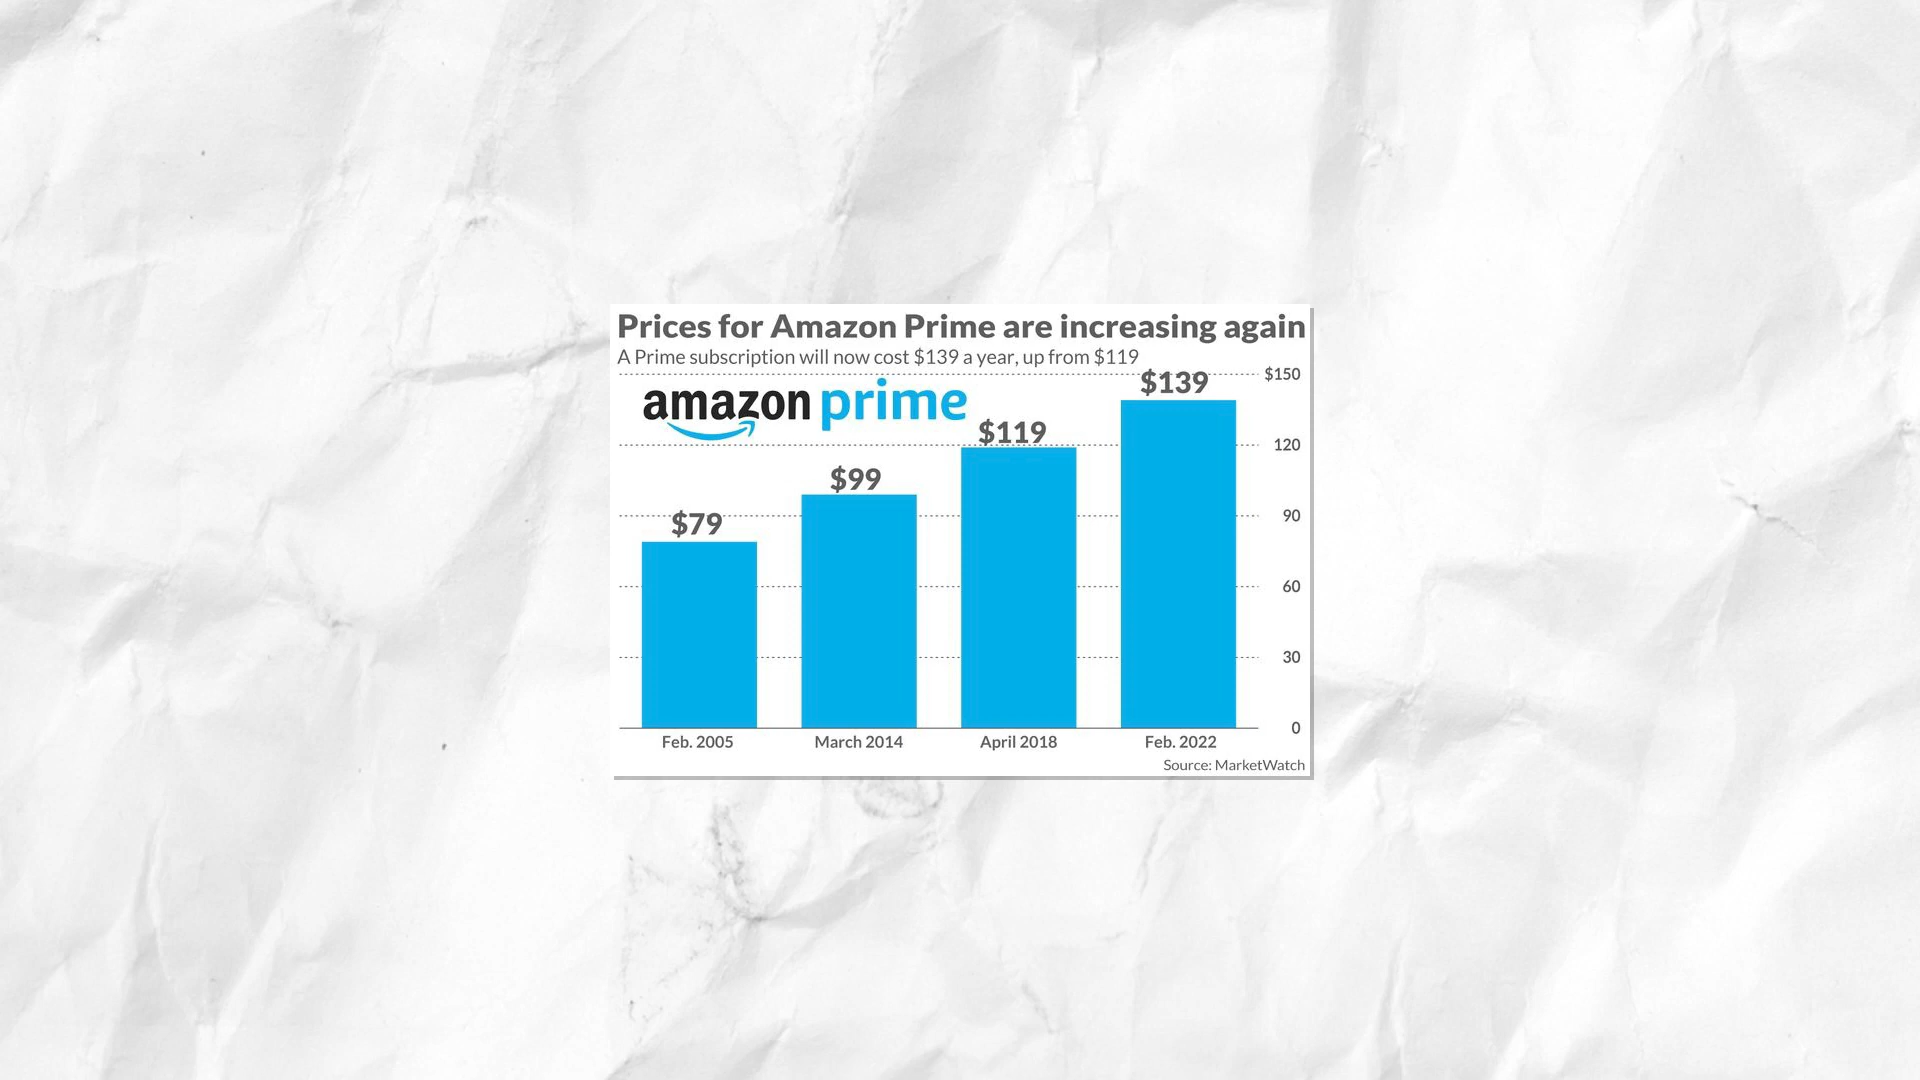 Prices for Amazon Prime are increasing again
A Prime subscription will now cost $139 a year, up from $119
amazon prime
$150
120
90
60
30
0
$79
$99
$119
$139
Feb. 2005
March 2014
April 2018
Feb. 2022
Source: MarketWatch